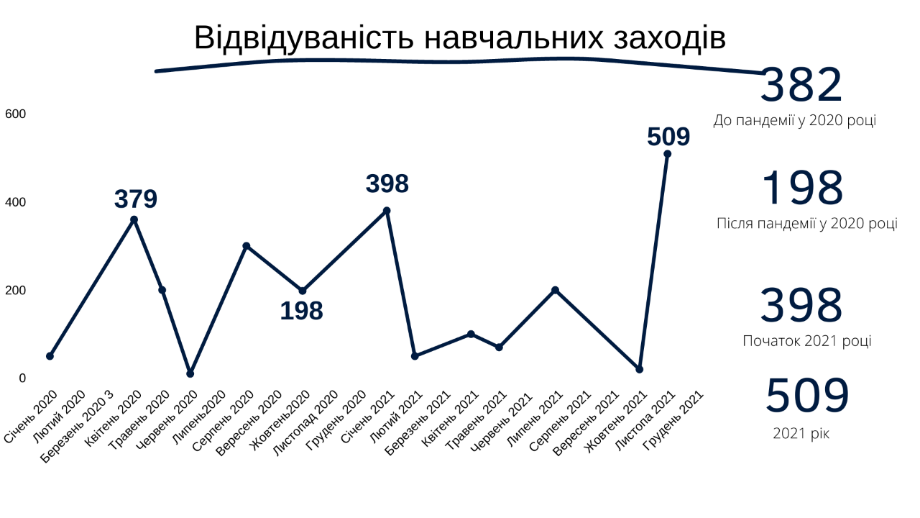 Відвідуваність навчальних заходів
382
До пандемії у 2020 році
600
509
198
398
379
400
Після пандемії у 2020 році
200
198
398
Початок 2021 році
0
509
2021 рік
Січень 2020
Лютий 2020
Березень 2020 3
Квітень 2020
Травень 2020
Червень 2020
Липень2020
Серпень 2020
Вересень 2020
Жовтень2020
Листопад 2020
Грудень 2020
Січень 2021
Лютий 2021
Березень 2021
Квітень 2021
Травень 2021
Червень 2021
Липень 2021
Серпень 2021
Вересень 2021
Жовтень 2021
Листопа 2021
Грудень 2021